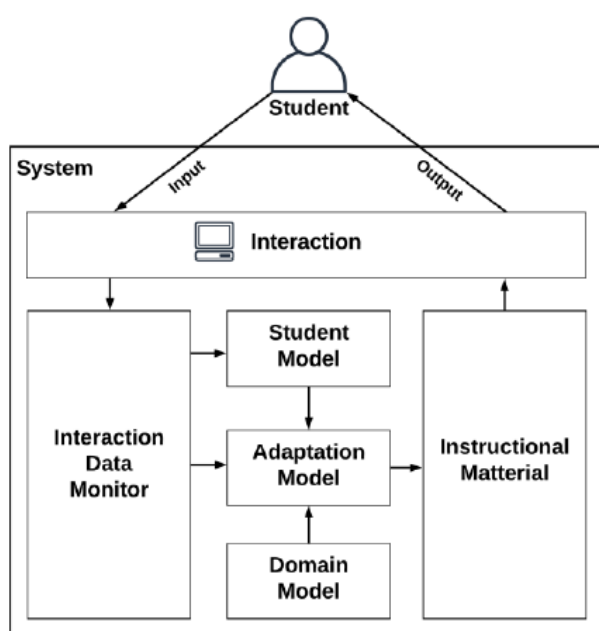 Student
System
Input
Output
Interaction
Student
Model
Interaction
Data
Monitor
Adaptation
Model
Instructional
Matterial
Domain
Model